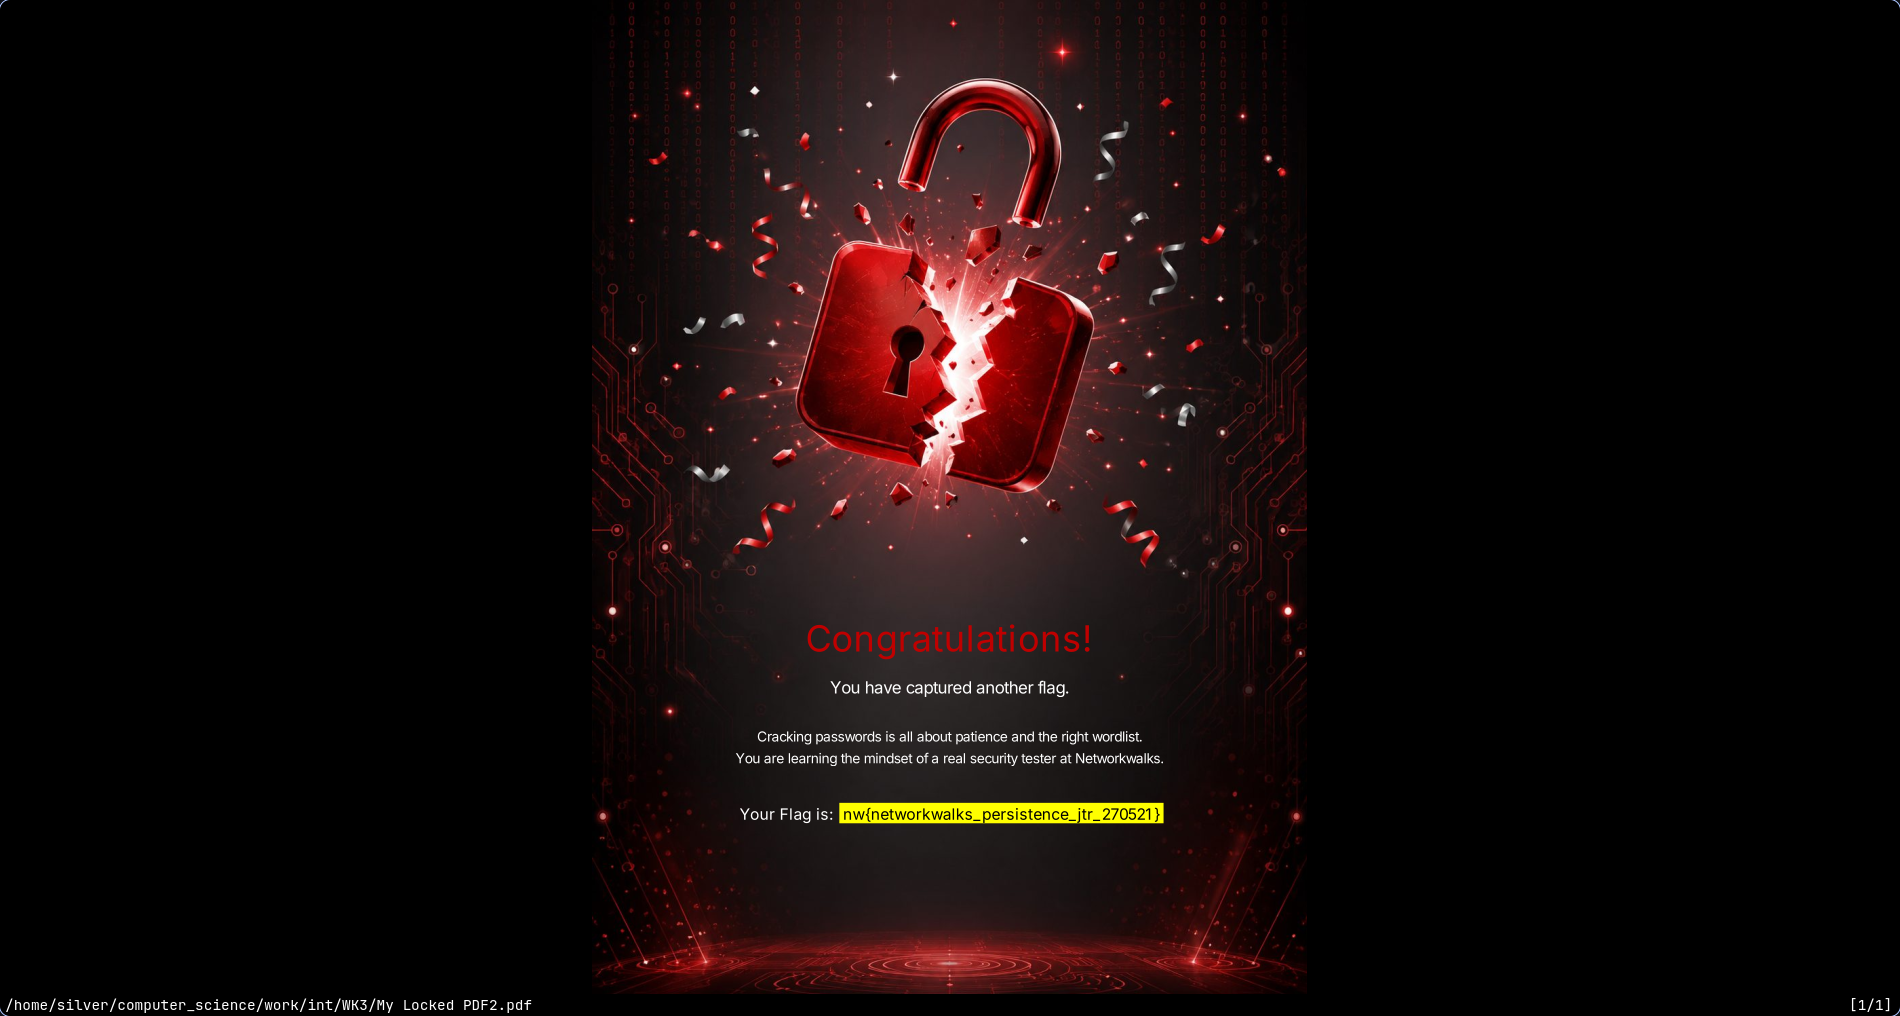 Congratulations!
You have captured another flag.
Cracking passwords is all about patience and the right wordlist.
You are learning the mindset of a real security tester at Networkwalks.
Your Flag is: nw{networkwalks_persistence_jtr_270521}
/home/silver/computer_science/work/int/WK3/My Locked PDF2.pdf
[1/1]